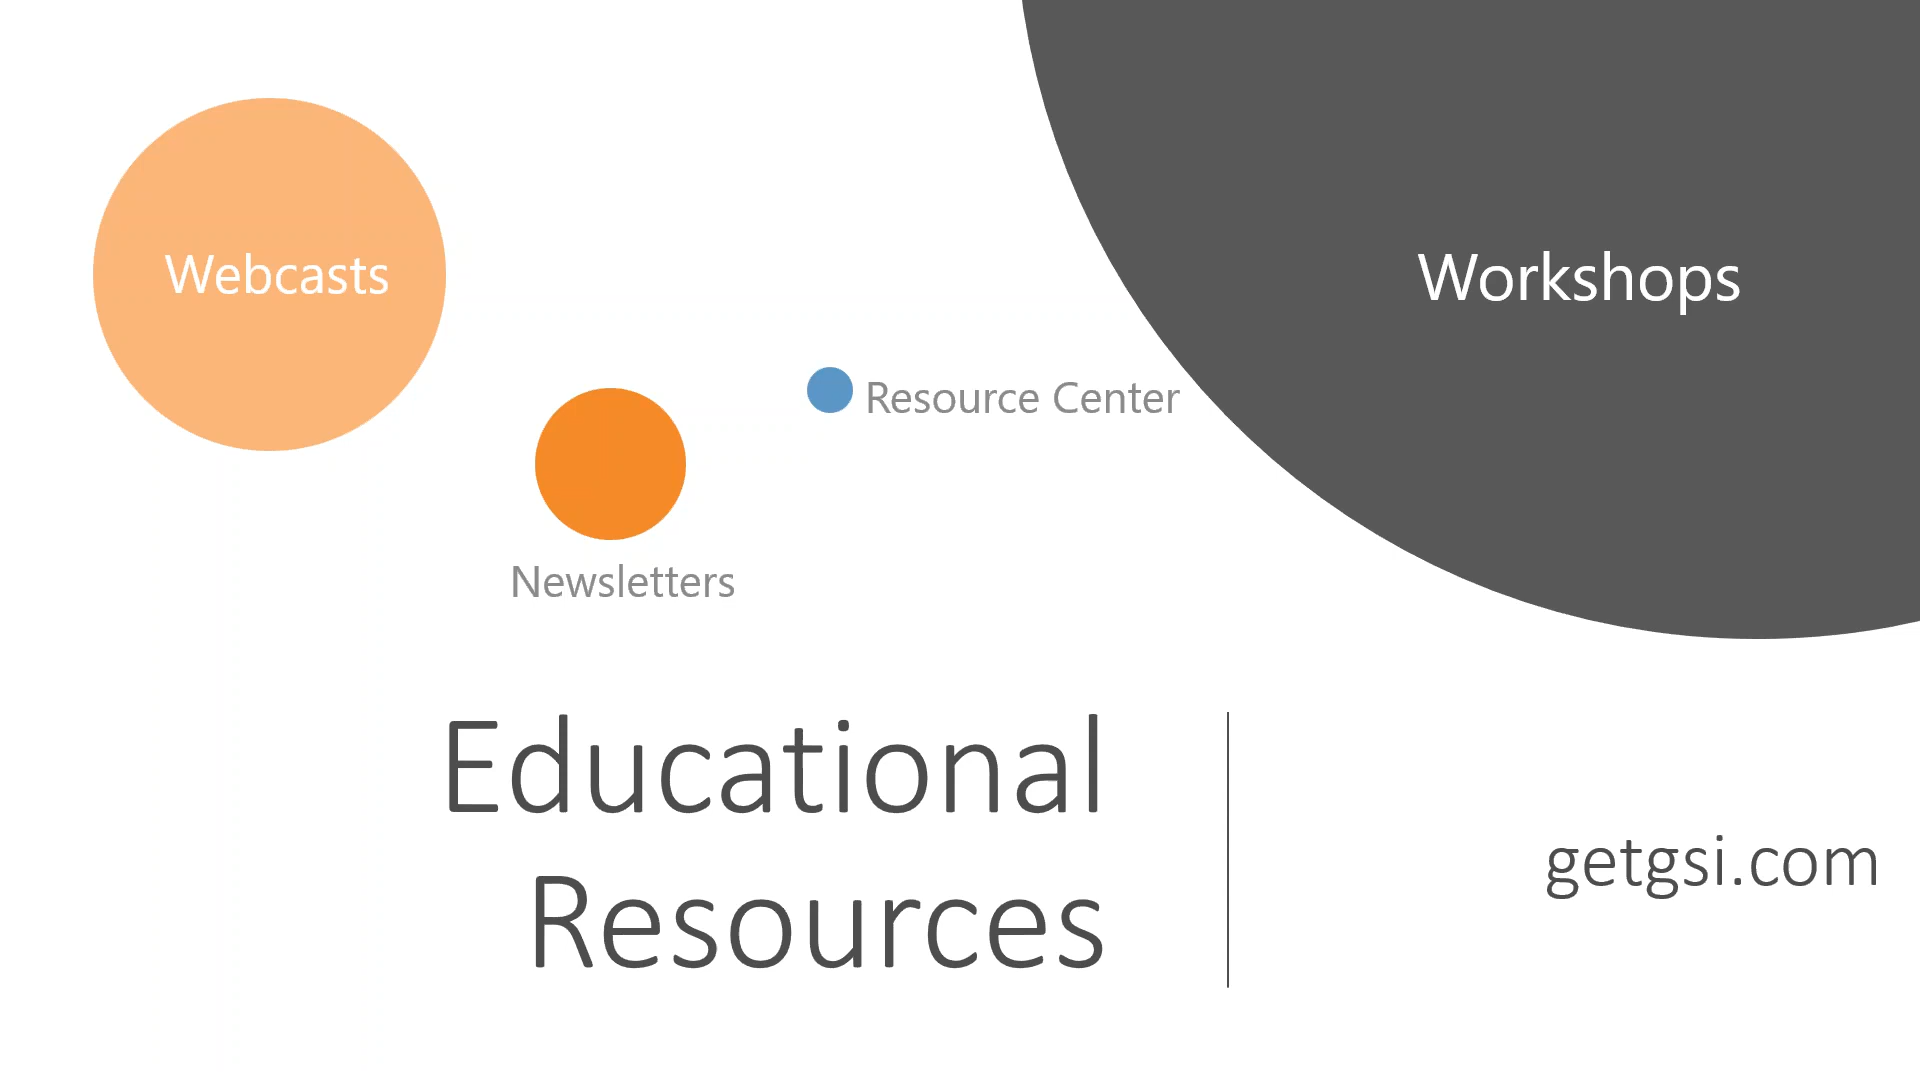 Webcasts
Workshops
Resource Center
Newsletters
Educational
Resources
getgsi.com